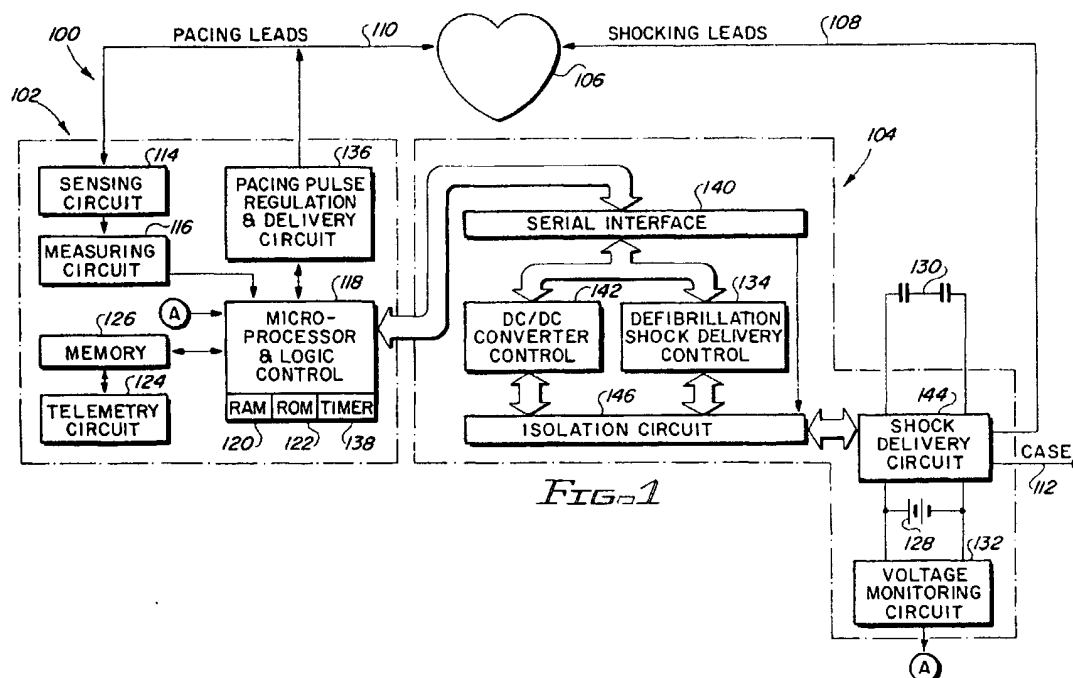 100
PACING LEADS
110
SHOCKING LEADS
108
106
102
114
SENSING
CIRCUIT
116
MEASURING
CIRCUIT
136
PACING PULSE
REGULATION
& DELIVERY
CIRCUIT
104
140
SERIAL INTERFACE
118
A
MICRO-
PROCESSOR
& LOGIC
CONTROL
RAM ROM TIMER
120 122 138
126
MEMORY
124
TELEMETRY
CIRCUIT
142
DC/DC
CONVERTER
CONTROL
134
DEFIBRILLATION
SHOCK DELIVERY
CONTROL
130
146
ISOLATION CIRCUIT
144
SHOCK
DELIVERY
CIRCUIT
CASE
112
FIG. 1
128
132
VOLTAGE
MONITORING
CIRCUIT
A